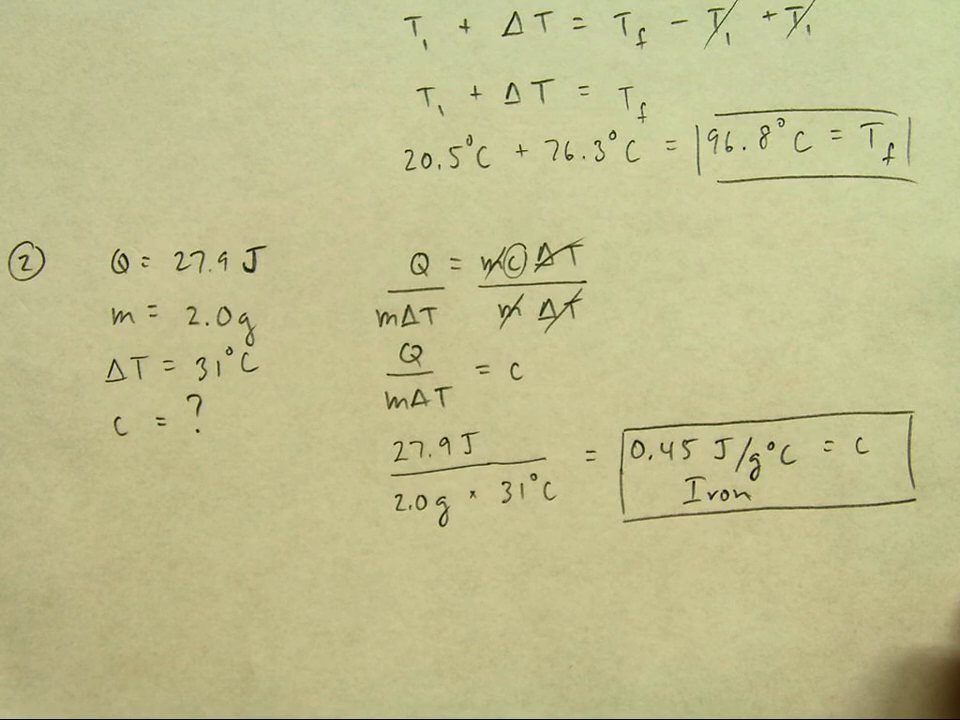 T₁ + ΔT = T_f - T₁ + T₁
T₁ + ΔT = T_f
20.5°C + 76.3°C = 96.8°C = T_f
② Q = 27.9 J
m = 2.0g
ΔT = 31°C
c = ?
Q / mΔT = mcΔT / mΔT
Q / mΔT = c
27.9 J / 2.0g × 31°C = 0.45 J/g°C = c
Iron